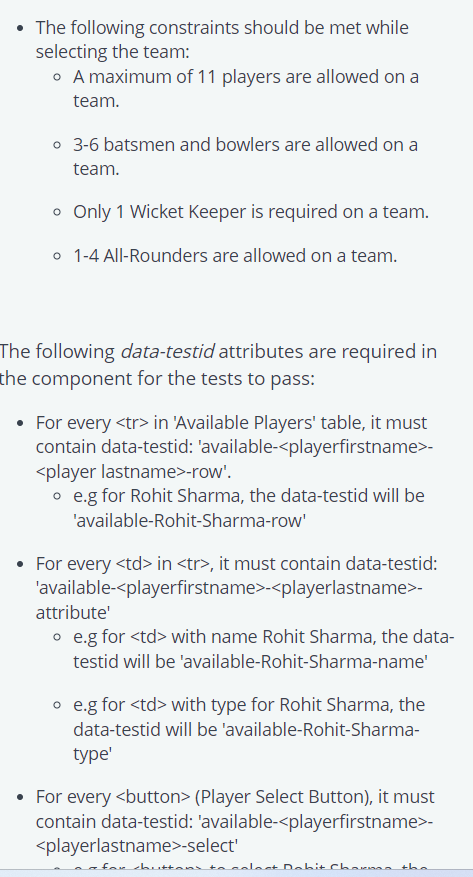 The following constraints should be met while
selecting the team:
A maximum of 11 players are allowed on a
team.
3-6 batsmen and bowlers are allowed on a
team.
Only 1 Wicket Keeper is required on a team.
1-4 All-Rounders are allowed on a team.
The following data-testid attributes are required in
the component for the tests to pass:
For every <tr> in 'Available Players' table, it must
contain data-testid: 'available-<playerfirstname>-
<player lastname>-row'.
e.g for Rohit Sharma, the data-testid will be
'available-Rohit-Sharma-row'
For every <td> in <tr>, it must contain data-testid:
'available-<playerfirstname>-<playerlastname>-
attribute'
e.g for <td> with name Rohit Sharma, the data-
testid will be 'available-Rohit-Sharma-name'
e.g for <td> with type for Rohit Sharma, the
data-testid will be 'available-Rohit-Sharma-
type'
For every <button> (Player Select Button), it must
contain data-testid: 'available-<playerfirstname>-
<playerlastname>-select'
e.g for <button> to select Rohit Sharma, the